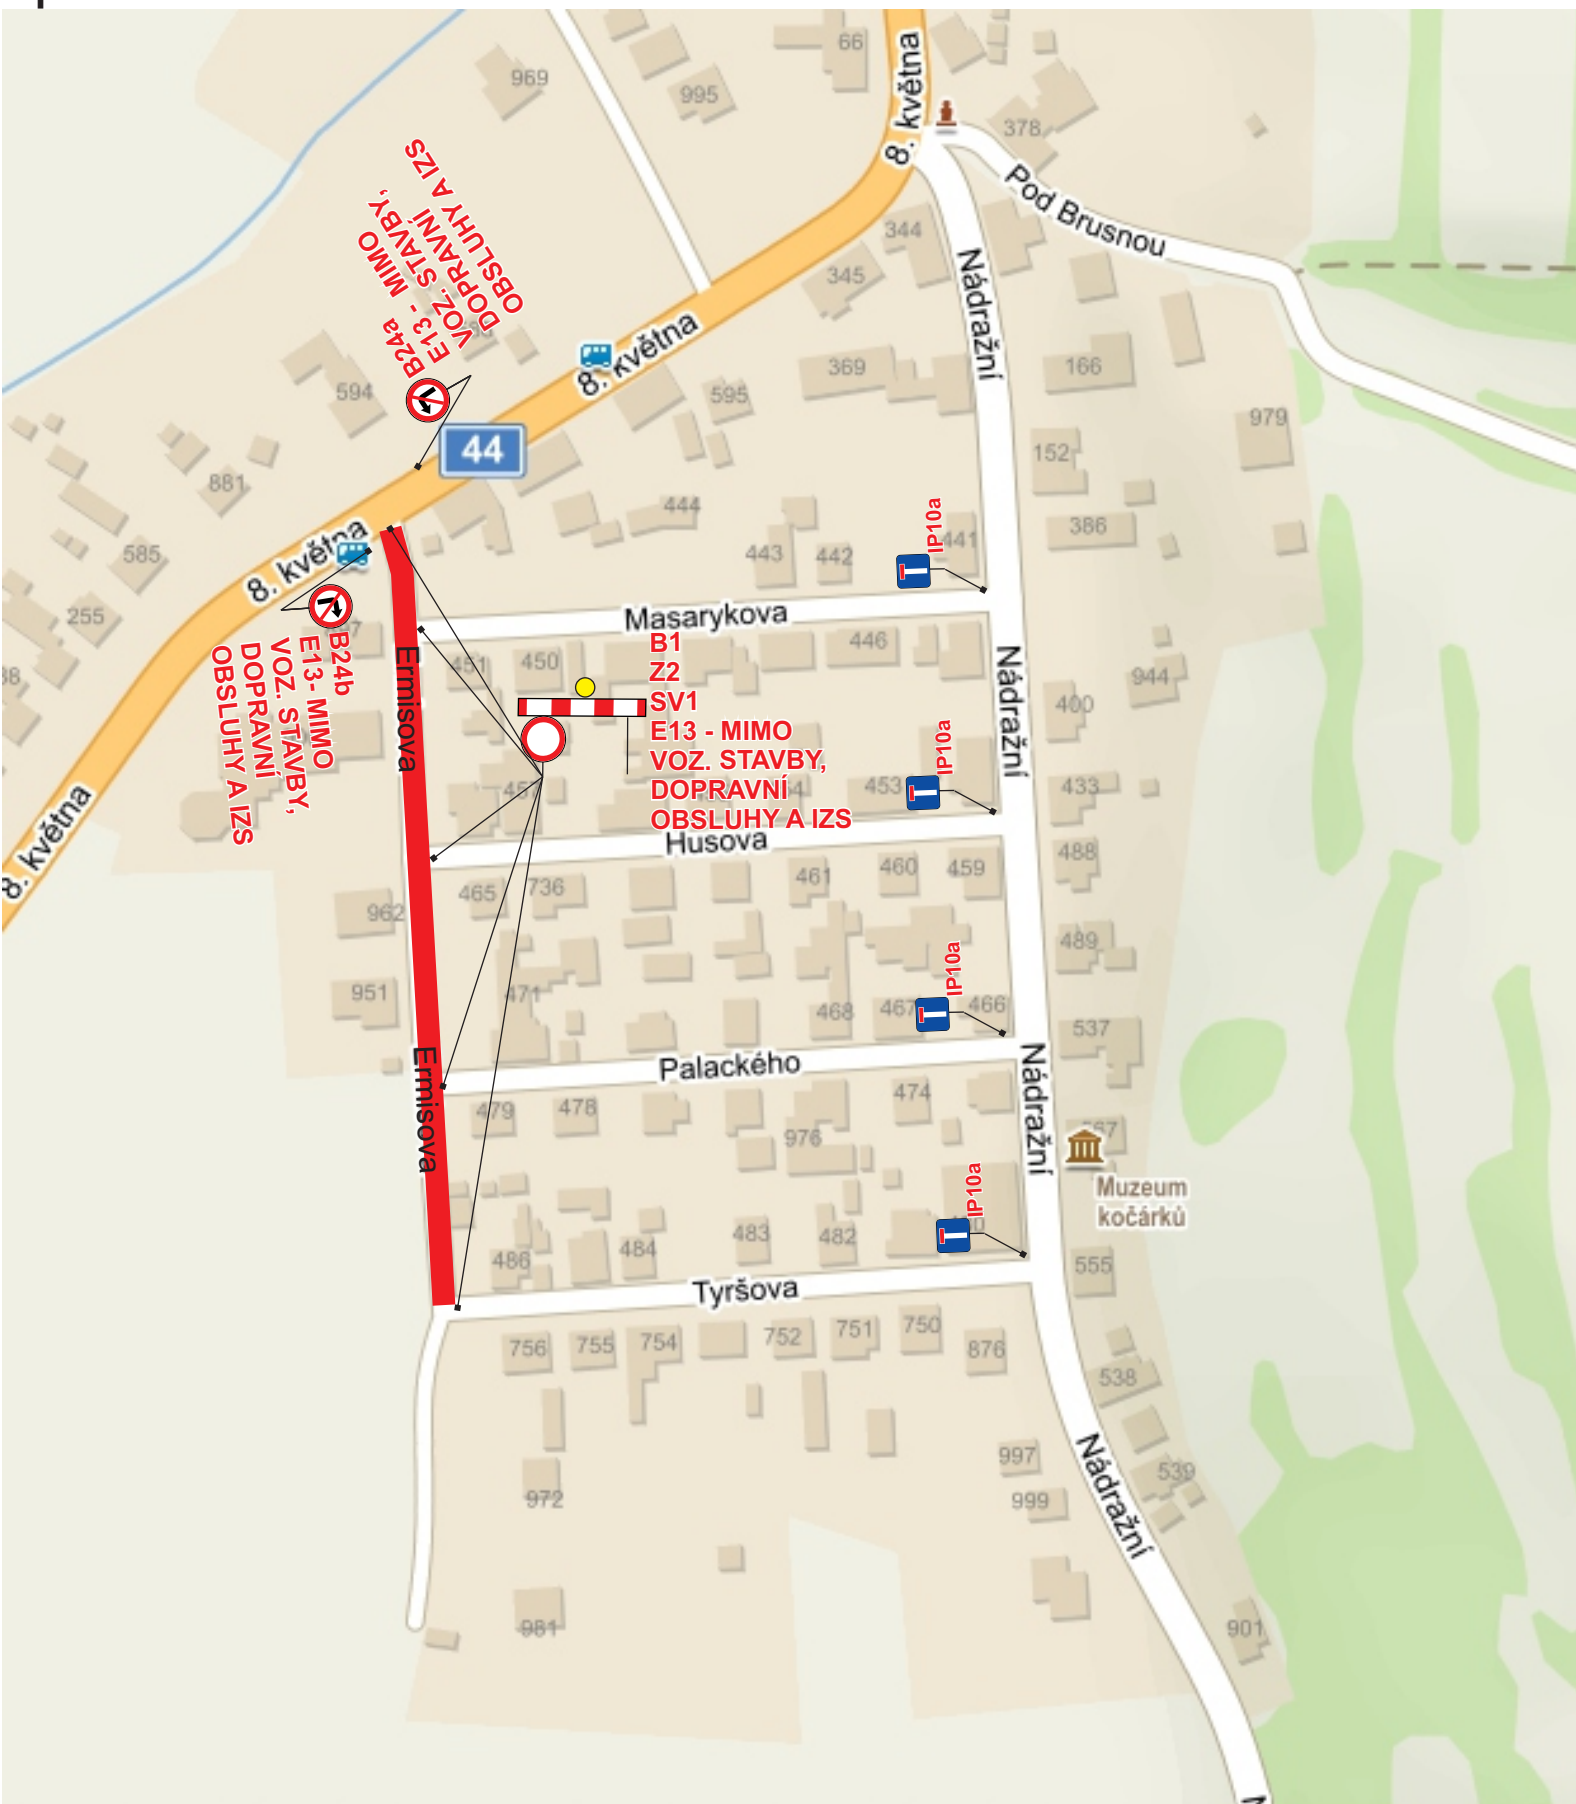 969
995
66
8. května
378
Pod Brusnou
B24a
E13 - MIMO
VOZ. STAVBY,
DOPRAVNÍ
OBSLUHY A IZS
344
345
Nádražní
8. května
594
595
369
166
979
44
152
881
444
386
585
443
442
441
IP10a
8. května
255
B24b
E13- MIMO
VOZ. STAVBY,
DOPRAVNÍ
OBSLUHY A IZS
Masarykova
Ermisova
451
450
446
Nádražní
944
400
B1
Z2
SV1
E13 - MIMO
VOZ. STAVBY,
DOPRAVNÍ
OBSLUHY A IZS
IP10a
453
433
8. května
Husova
488
465
736
461
460
459
962
489
951
471
468
467
466
IP10a
537
Palackého
Ermisova
Nádražní
479
478
474
976
Muzeum
kočárků
IP10a
486
484
483
482
555
Tyršova
756
755
754
752
751
750
876
538
Nádražní
997
539
972
999
981
901